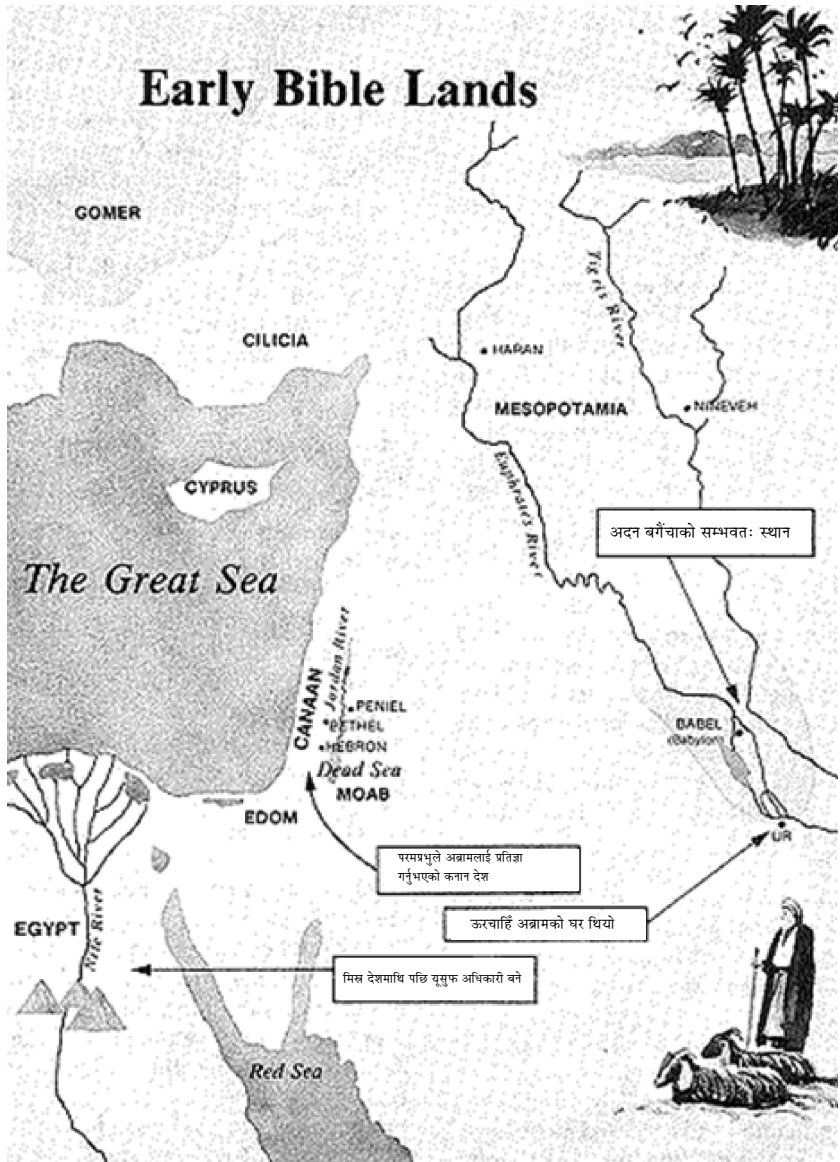 Early Bible Lands
GOMER
Tigris River
CILICIA
HARAN
MESOPOTAMIA
NINEVEH
CYPRUS
Euphrates River
अदन बगैंचाको सम्भवतः स्थान
The Great Sea
CANAAN
Jordan River
PENIEL
BETHEL
HEBRON
Dead Sea
MOAB
EDOM
BABEL
(Babylon)
UR
परमप्रभुले अब्रामलाई प्रतिज्ञा
गर्नुभएको कनान देश
ऊरचाहिँ अब्रामको घर थियो
EGYPT
Nile River
मिस्र देशमाथि पछि यूसुफ अधिकारी बने
Red Sea